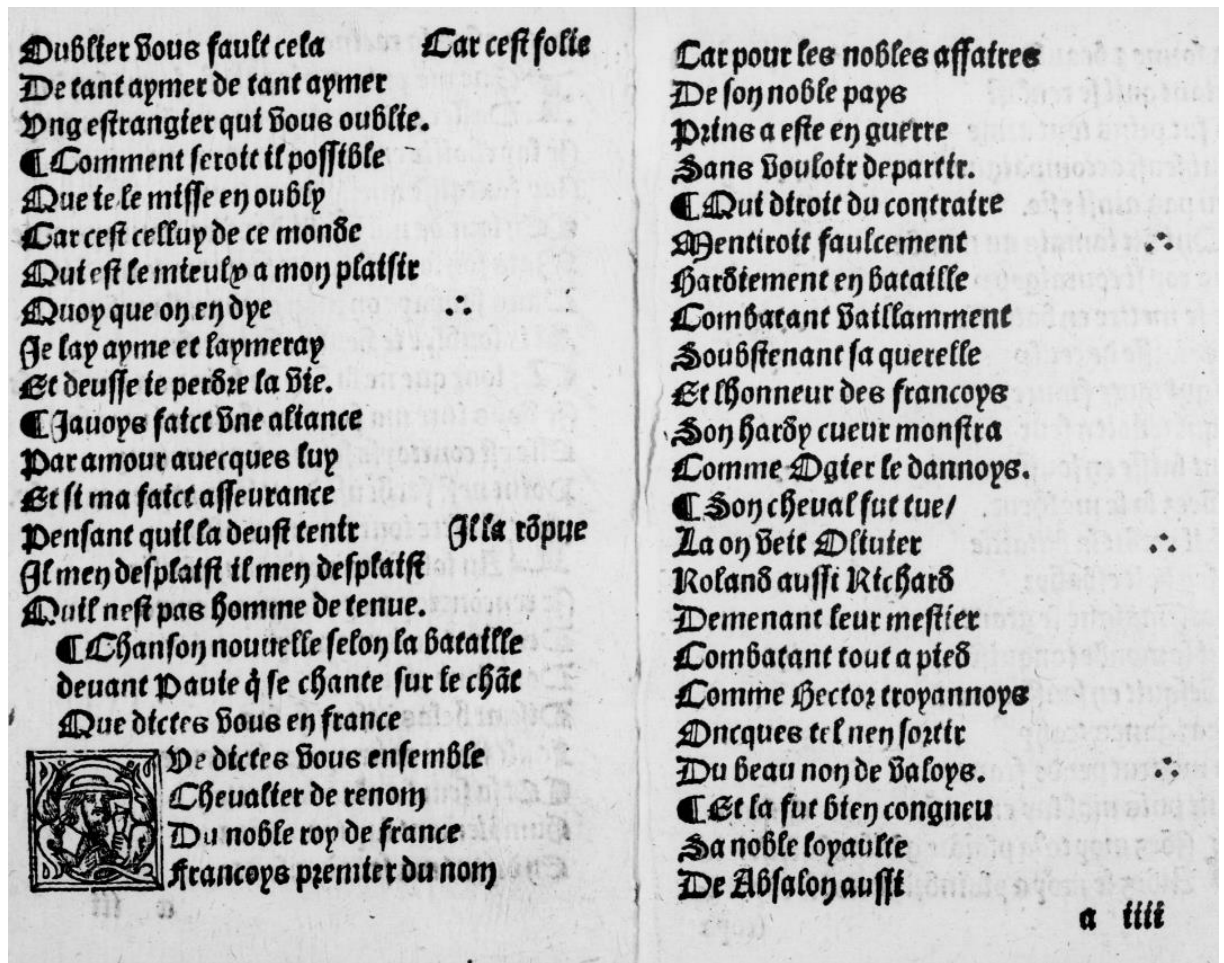 Oublier vous fault cela Car cest folie
De tant aymer de tant aymer
Ung estrangier qui vous oublie.
¶ Comment seroit il possible
Que ie le misse en oubly
Car cest celluy de ce monde
Qui est le mieulx a mon plaisir
Quoy que on en dye ∴
Je lay ayme et laymeray
Et deusse ie perdre la vie.
¶ Javoys faict vne aliance
Par amour auecques luy
Et si ma faict asseurance
Pensant quil la deust tenir Il la rõpue
Il men desplaist il men desplaist
Quil nest pas homme de tenue.
¶ Chanson nouuelle selon la bataille
devant Pauie q̃ se chante sur le chãt
Que dictes vous en france
QVe dictes vous ensemble
Chevalier de renom
Du noble roy de france
Francoys premier du nom
Car pour les nobles affaires
De son noble pays
Prins a este en guerre
Sans vouloir departir.
¶ Qui diroit du contraire
Mentiroit faulcement ∴
Hardiement en bataille
Combatant vaillamment
Soubstenant sa querelle
Et lhonneur des francoys
Son hardy cueur monstra
Comme Ogier le dannoys.
¶ Son cheval fut tue/
La on veit Olivier ∴
Roland aussi Richard
Demenant leur mestier
Combatant tout a pied
Comme Hector troyannoys
Oncques tel nen sortir
Du beau non de valoys. ∴
¶ Et la fut bien congneu
Sa noble loyaulte
De Absalon aussi
a iiii